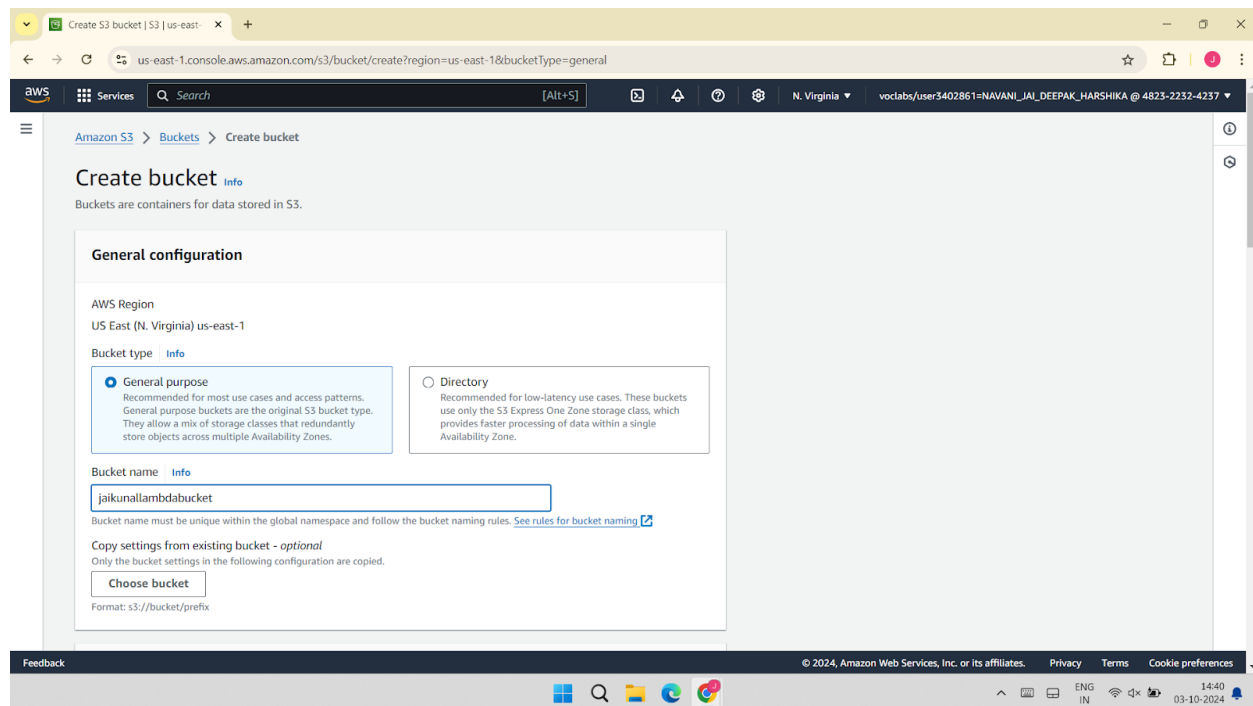 Create S3 bucket | S3 | us-east-
us-east-1.console.aws.amazon.com/s3/bucket/create?region=us-east-1&bucketType=general
J
aws
Services
Search
[Alt+S]
N. Virginia ▼
voclabs/user3402861=NAVANI_JAI_DEEPAK_HARSHIKA @ 4823-2232-4237 ▼
Amazon S3 > Buckets > Create bucket
Create bucket Info
Buckets are containers for data stored in S3.
General configuration
AWS Region
US East (N. Virginia) us-east-1
Bucket type Info
General purpose
Recommended for most use cases and access patterns.
General purpose buckets are the original S3 bucket type.
They allow a mix of storage classes that redundantly
store objects across multiple Availability Zones.
Directory
Recommended for low-latency use cases. These buckets
use only the S3 Express One Zone storage class, which
provides faster processing of data within a single
Availability Zone.
Bucket name Info
jaikunallambdabucket
Bucket name must be unique within the global namespace and follow the bucket naming rules. See rules for bucket naming
Copy settings from existing bucket - optional
Only the bucket settings in the following configuration are copied.
Choose bucket
Format: s3://bucket/prefix
Feedback
© 2024, Amazon Web Services, Inc. or its affiliates. Privacy Terms Cookie preferences
ENG
IN
14:40
03-10-2024